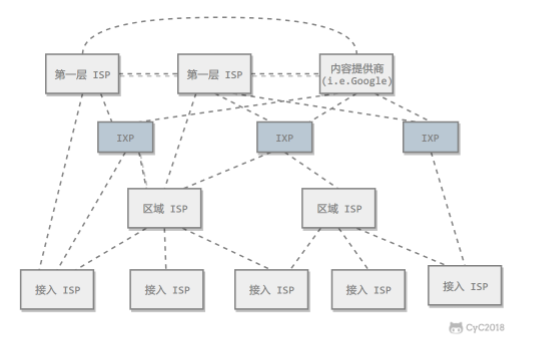 第一层 ISP
第一层 ISP
内容提供商
(i.e.Google)
IXP
IXP
IXP
区域 ISP
区域 ISP
接入 ISP
接入 ISP
接入 ISP
接入 ISP
接入 ISP
CyC2018